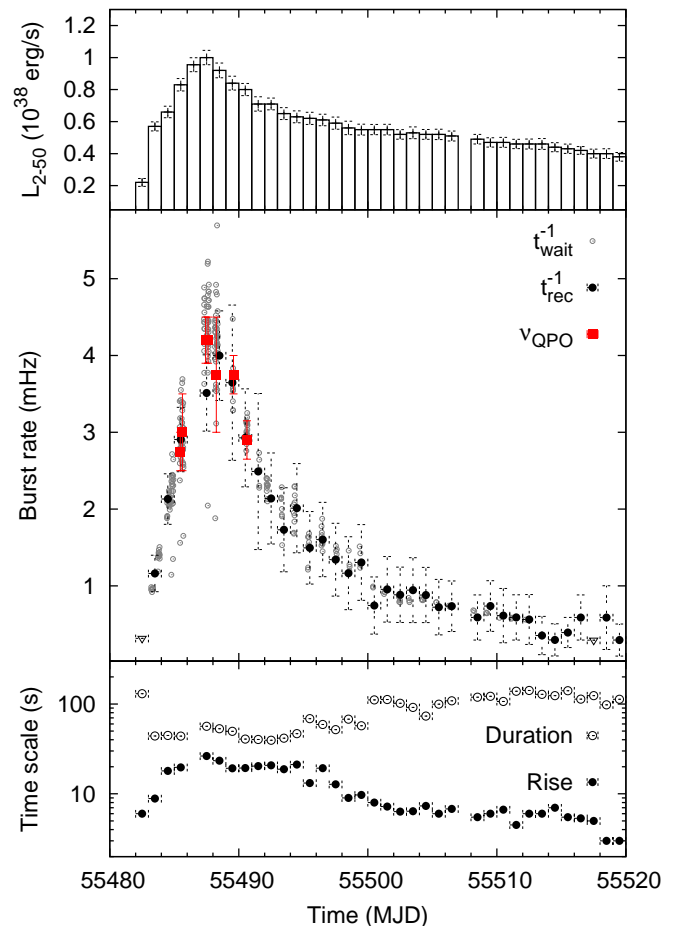 L₂₋₅₀ (10³⁸ erg/s)
1.2
1
0.8
0.6
0.4
0.2
Burst rate (mHz)
5
4
3
2
1
t⁻¹wait
t⁻¹rec
νQPO
Time scale (s)
100
10
Duration
Rise
55480
55490
55500
55510
55520
Time (MJD)